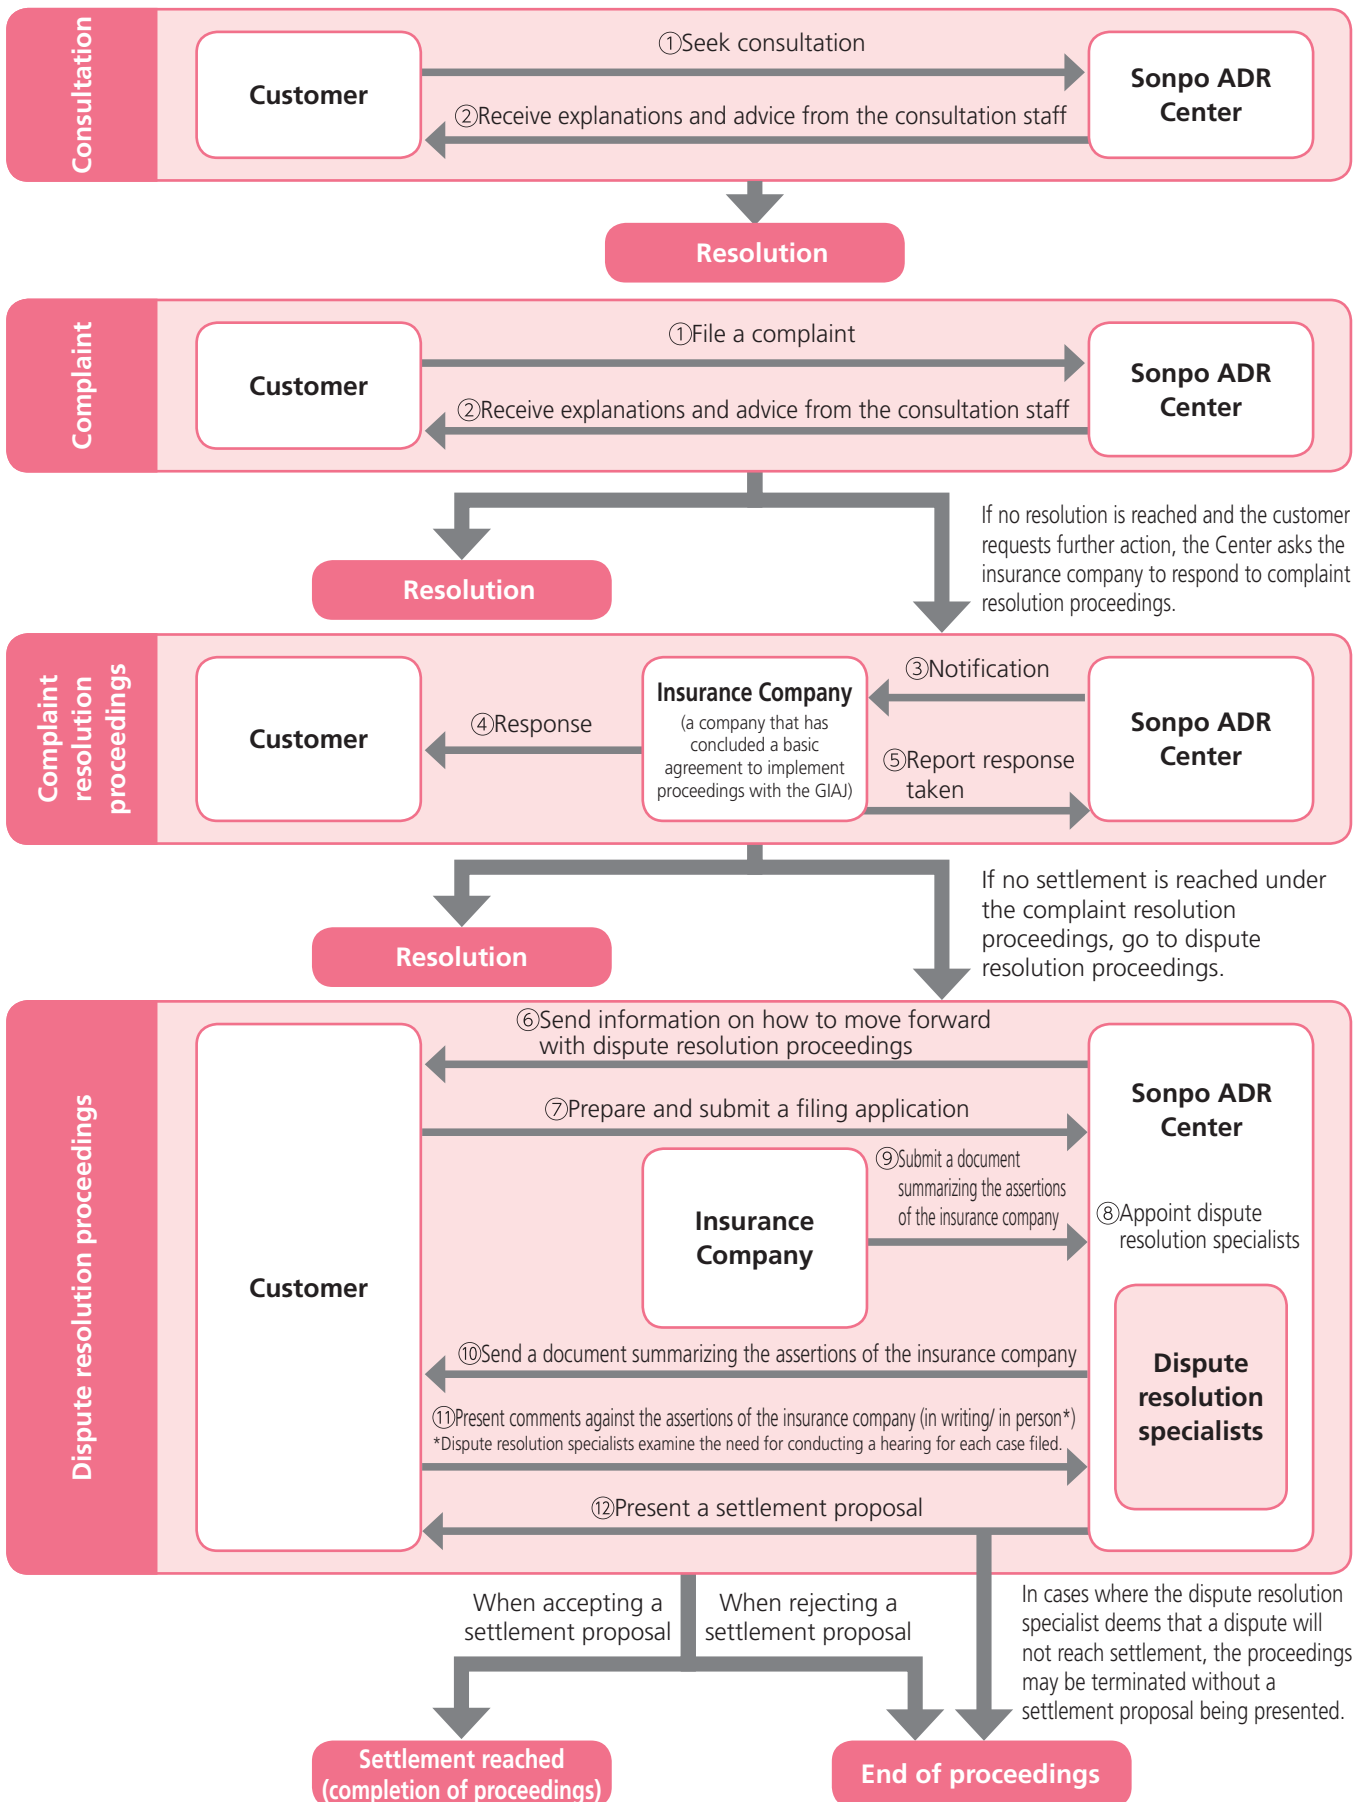 Consultation
Customer
①Seek consultation
②Receive explanations and advice from the consultation staff
Sonpo ADR
Center
Resolution
Complaint
Customer
①File a complaint
②Receive explanations and advice from the consultation staff
Sonpo ADR
Center
Resolution
If no resolution is reached and the customer
requests further action, the Center asks the
insurance company to respond to complaint
resolution proceedings.
Complaint
resolution
proceedings
Customer
④Response
Insurance Company
(a company that has
concluded a basic
agreement to implement
proceedings with the GIAJ)
③Notification
⑤Report response
taken
Sonpo ADR
Center
Resolution
If no settlement is reached under
the complaint resolution
proceedings, go to dispute
resolution proceedings.
Dispute resolution proceedings
Customer
⑥Send information on how to move forward
with dispute resolution proceedings
⑦Prepare and submit a filing application
Sonpo ADR
Center
Insurance
Company
⑨Submit a document
summarizing the assertions
of the insurance company
⑧Appoint dispute
resolution specialists
Dispute
resolution
specialists
⑩Send a document summarizing the assertions of the insurance company
⑪Present comments against the assertions of the insurance company (in writing/ in person*)
*Dispute resolution specialists examine the need for conducting a hearing for each case filed.
⑫Present a settlement proposal
When accepting a
settlement proposal
When rejecting a
settlement proposal
In cases where the dispute resolution
specialist deems that a dispute will
not reach settlement, the proceedings
may be terminated without a
settlement proposal being presented.
Settlement reached
(completion of proceedings)
End of proceedings